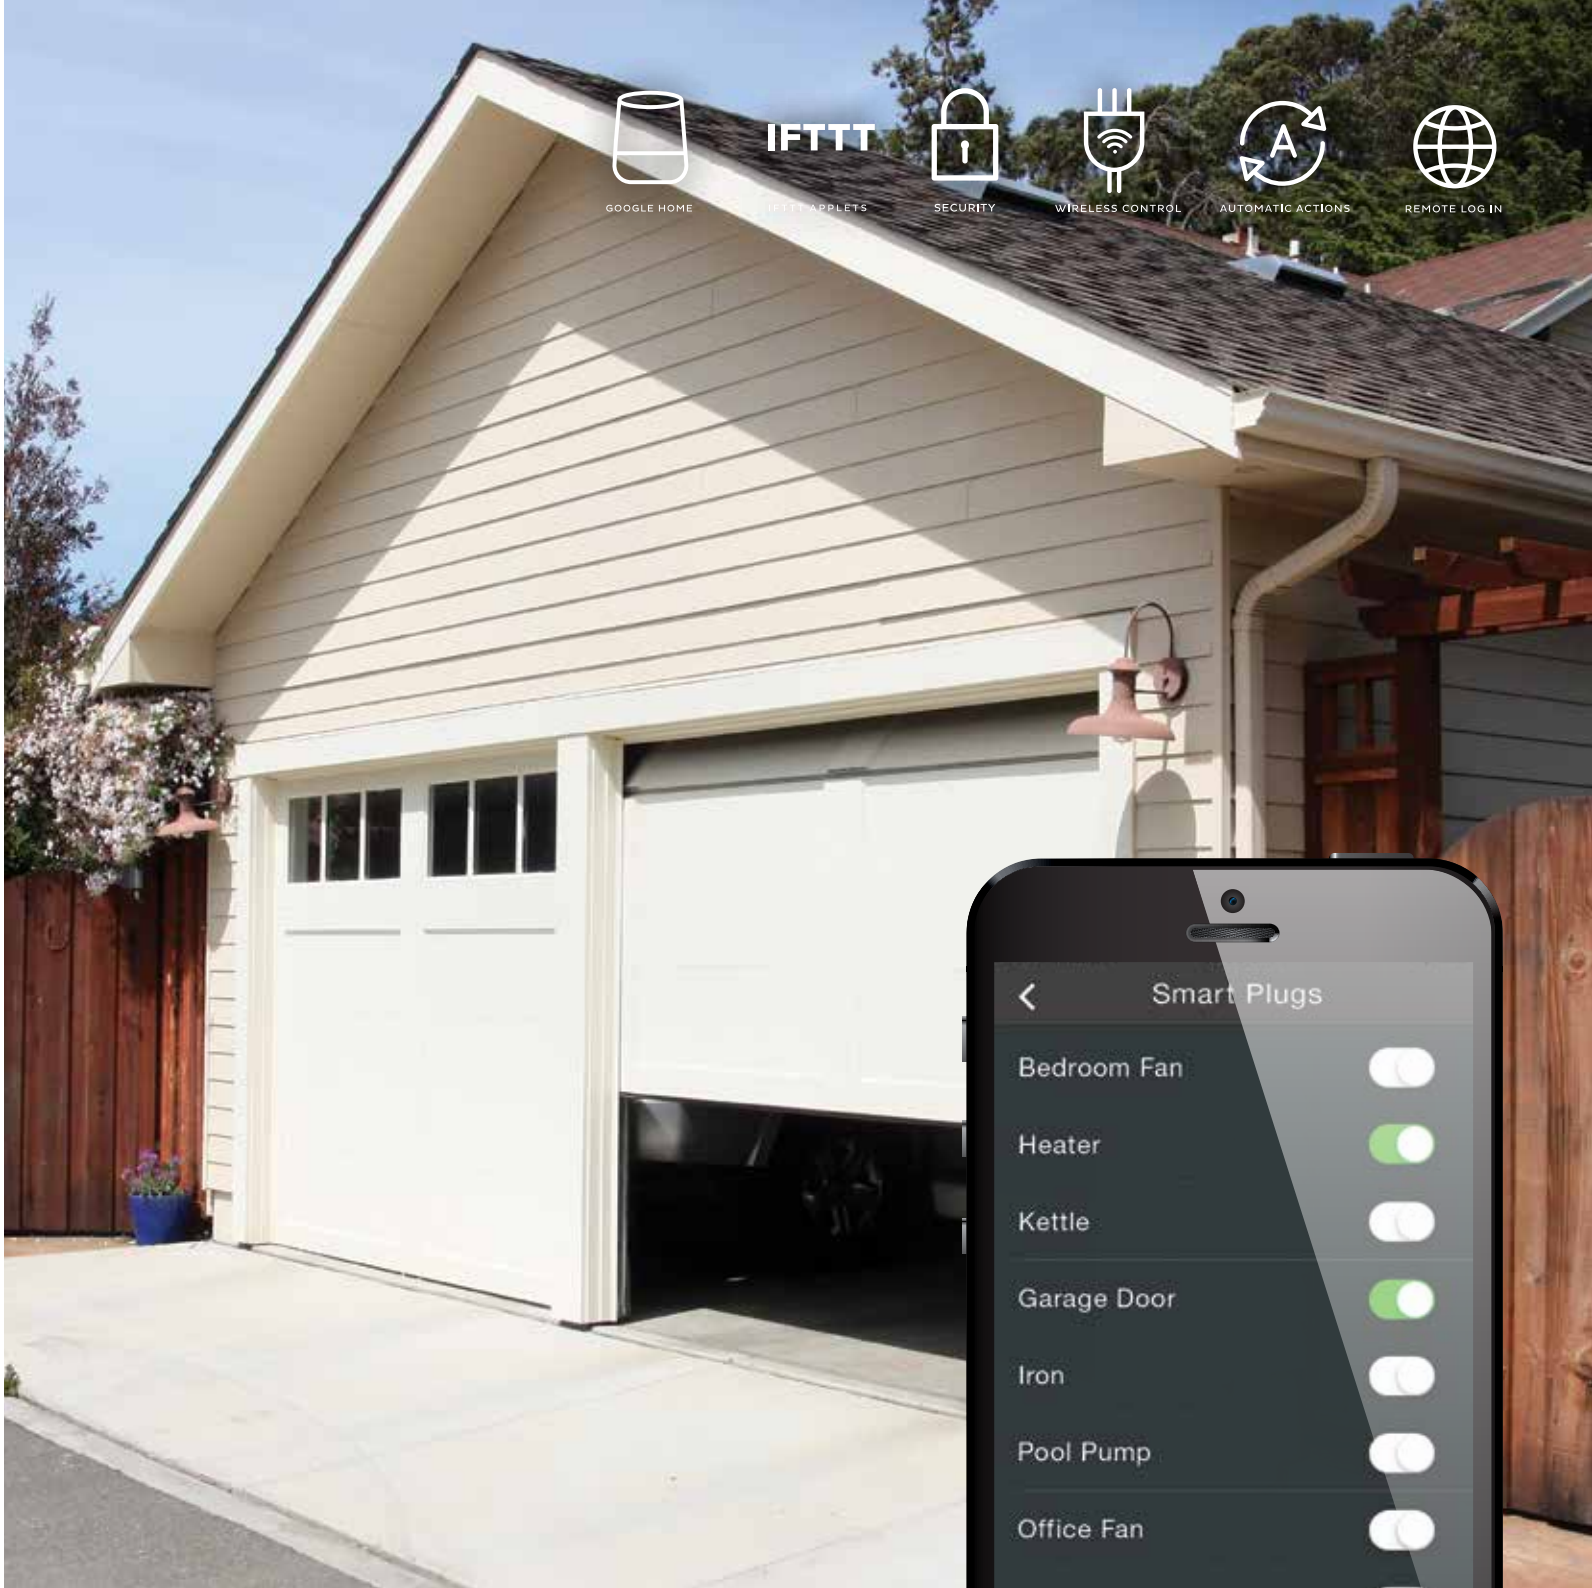 IFTTT
A
GOOGLE HOME
IFTTT APPLETS
SECURITY
WIRELESS CONTROL
AUTOMATIC ACTIONS
REMOTE LOG IN
Smart Plugs
Bedroom Fan
Heater
Kettle
Garage Door
Iron
Pool Pump
Office Fan